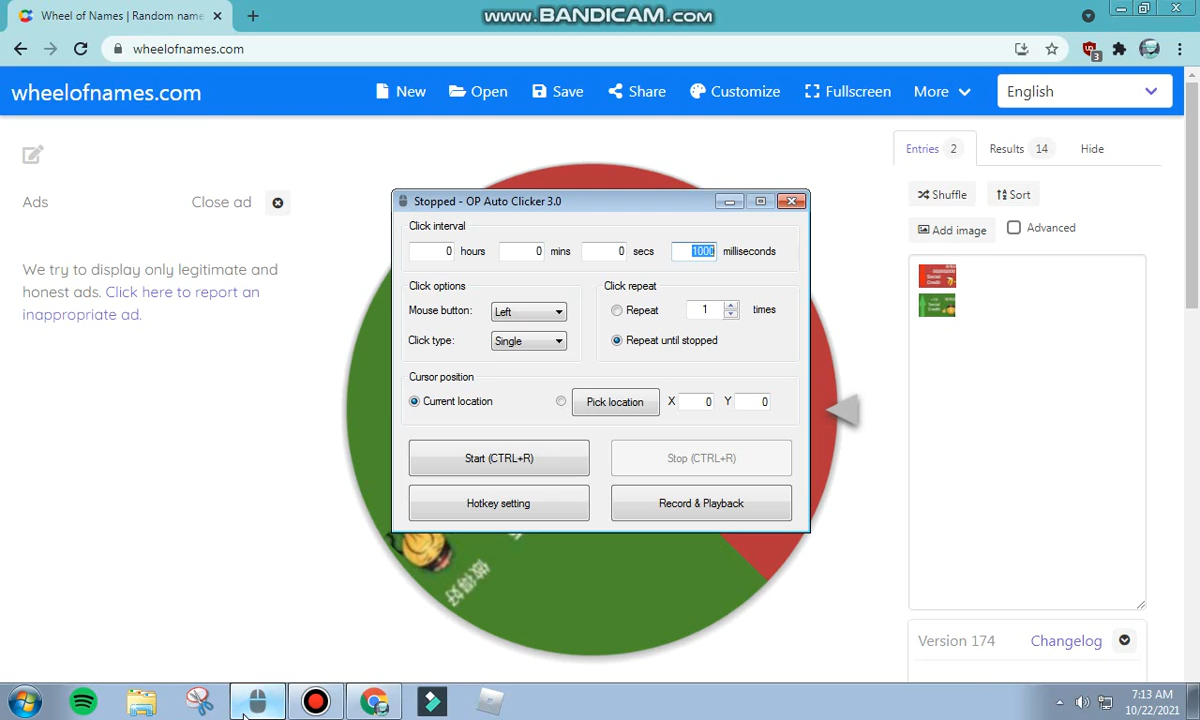 Wheel of Names | Random name
www.BANDICAM.com
wheelofnames.com
wheelofnames.com
New
Open
Save
Share
Customize
Fullscreen
More
English
Ads
Close ad
We try to display only legitimate and
honest ads. Click here to report an
inappropriate ad.
Entries 2
Results 14
Hide
Shuffle
Sort
Add image
Advanced
Social
Credit
Social
Credit
Stopped - OP Auto Clicker 3.0
Click interval
0 hours 0 mins 0 secs 1000 milliseconds
Click options
Mouse button: Left
Click type: Single
Click repeat
Repeat 1 times
Repeat until stopped
Cursor position
Current location
Pick location
X 0 Y 0
Start (CTRL+R)
Stop (CTRL+R)
Hotkey setting
Record & Playback
Version 174
Changelog
3
7:13 AM
10/22/2021